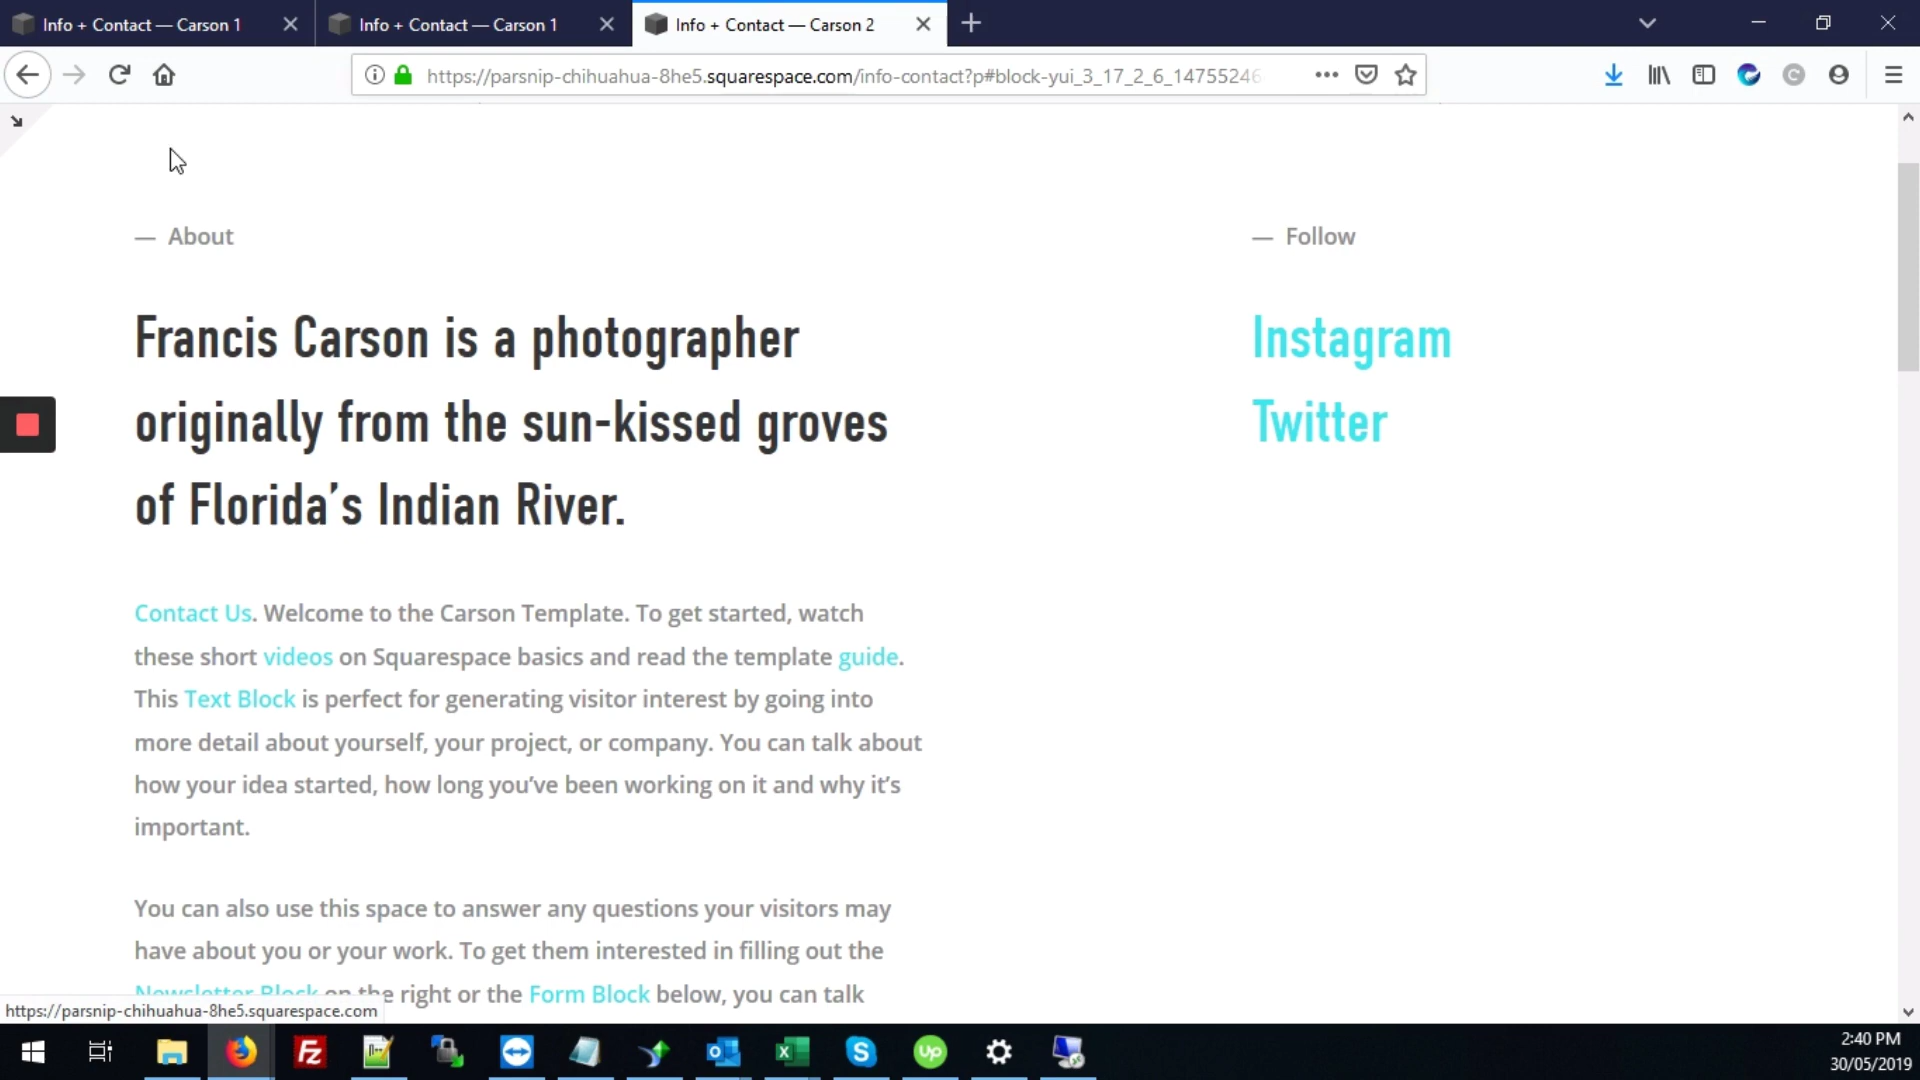 Info + Contact — Carson 1
Info + Contact — Carson 1
Info + Contact — Carson 2
https://parsnip-chihuahua-8he5.squarespace.com/info-contact?p#block-yui_3_17_2_6_14755246
— About
— Follow
Francis Carson is a photographer
originally from the sun-kissed groves
of Florida’s Indian River.
Instagram
Twitter
Contact Us. Welcome to the Carson Template. To get started, watch
these short videos on Squarespace basics and read the template guide.
This Text Block is perfect for generating visitor interest by going into
more detail about yourself, your project, or company. You can talk about
how your idea started, how long you’ve been working on it and why it’s
important.
You can also use this space to answer any questions your visitors may
have about you or your work. To get them interested in filling out the
Newsletter Block on the right or the Form Block below, you can talk
https://parsnip-chihuahua-8he5.squarespace.com
Fz
up
2:40 PM
30/05/2019